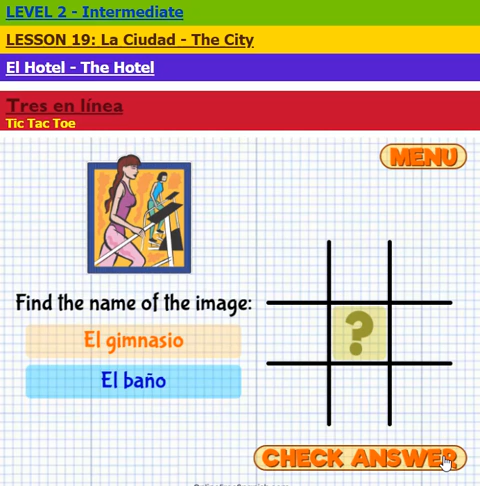 LEVEL 2 - Intermediate
LESSON 19: La Ciudad - The City
El Hotel - The Hotel
Tres en línea
Tic Tac Toe
MENU
Find the name of the image:
El gimnasio
?
El baño
CHECK ANSWER